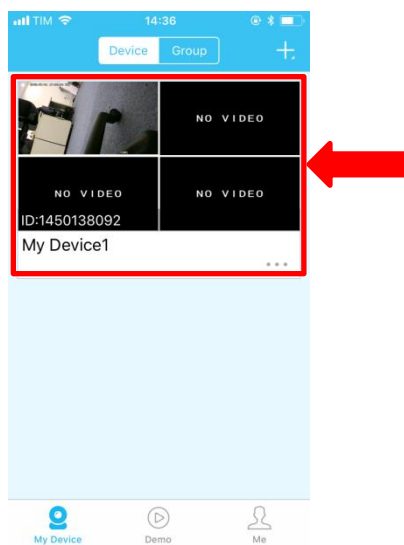 TIM 14:36
Device Group
NO VIDEO
NO VIDEO NO VIDEO
ID:1450138092
My Device1
My Device Demo Me